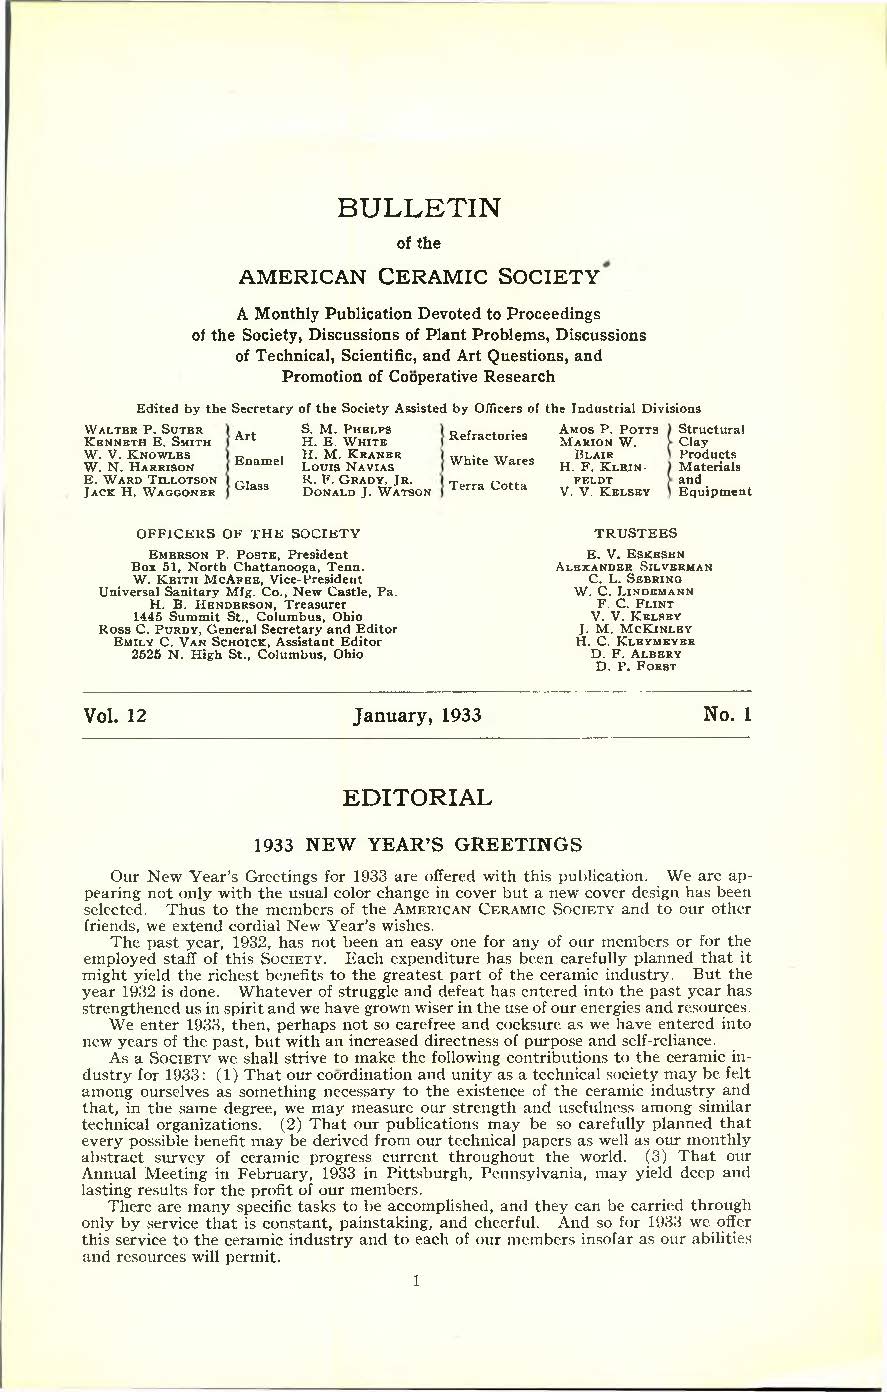 BULLETIN
of the
AMERICAN CERAMIC SOCIETY
A Monthly Publication Devoted to Proceedings
of the Society, Discussions of Plant Problems, Discussions
of Technical, Scientific, and Art Questions, and
Promotion of Coöperative Research
Edited by the Secretary of the Society Assisted by Officers of the Industrial Divisions
WALTER P. SUTER
KENNETH E. SMITH
Art
W. V. KNOWLES
W. N. HARRISON
Enamel
E. WARD TILLOTSON
JACK H. WAGGONER
Glass
S. M. PHELPS
H. E. WHITE
Refractories
H. M. KRANER
LOUIS NAVIAS
White Wares
R. F. GRADY, JR.
DONALD J. WATSON
Terra Cotta
AMOS P. POTTS
MARION W.
BLAIR
Structural
Clay
Products
H. F. KLEIN-
FELDT
V. V. KELSEY
Materials
and
Equipment
OFFICERS OF THE SOCIETY
EMERSON P. POSTE, President
Box 51, North Chattanooga, Tenn.
W. KEITH MCAFEE, Vice-President
Universal Sanitary Mfg. Co., New Castle, Pa.
H. B. HENDERSON, Treasurer
1445 Summit St., Columbus, Ohio
ROSS C. PURDY, General Secretary and Editor
EMILY C. VAN SCHOICK, Assistant Editor
2525 N. High St., Columbus, Ohio
TRUSTEES
E. V. ESKESEN
ALEXANDER SILVERMAN
C. L. SEBRING
W. C. LINDEMANN
F. C. FLINT
V. V. KELSEY
J. M. MCKINLEY
H. C. KLEYMEYER
D. F. ALBERY
D. P. FORST
Vol. 12 January, 1933 No. 1
EDITORIAL
1933 NEW YEAR'S GREETINGS
Our New Year's Greetings for 1933 are offered with this publication. We are ap-
pearing not only with the usual color change in cover but a new cover design has been
selected. Thus to the members of the AMERICAN CERAMIC SOCIETY and to our other
friends, we extend cordial New Year's wishes.
The past year, 1932, has not been an easy one for any of our members or for the
employed staff of this SOCIETY. Each expenditure has been carefully planned that it
might yield the richest benefits to the greatest part of the ceramic industry. But the
year 1932 is done. Whatever of struggle and defeat has entered into the past year has
strengthened us in spirit and we have grown wiser in the use of our energies and resources.
We enter 1933, then, perhaps not so carefree and cocksure as we have entered into
new years of the past, but with an increased directness of purpose and self-reliance.
As a SOCIETY we shall strive to make the following contributions to the ceramic in-
dustry for 1933: (1) That our coördination and unity as a technical society may be felt
among ourselves as something necessary to the existence of the ceramic industry and
that, in the same degree, we may measure our strength and usefulness among similar
technical organizations. (2) That our publications may be so carefully planned that
every possible benefit may be derived from our technical papers as well as our monthly
abstract survey of ceramic progress current throughout the world. (3) That our
Annual Meeting in February, 1933 in Pittsburgh, Pennsylvania, may yield deep and
lasting results for the profit of our members.
There are many specific tasks to be accomplished, and they can be carried through
only by service that is constant, painstaking, and cheerful. And so for 1933 we offer
this service to the ceramic industry and to each of our members insofar as our abilities
and resources will permit.
1